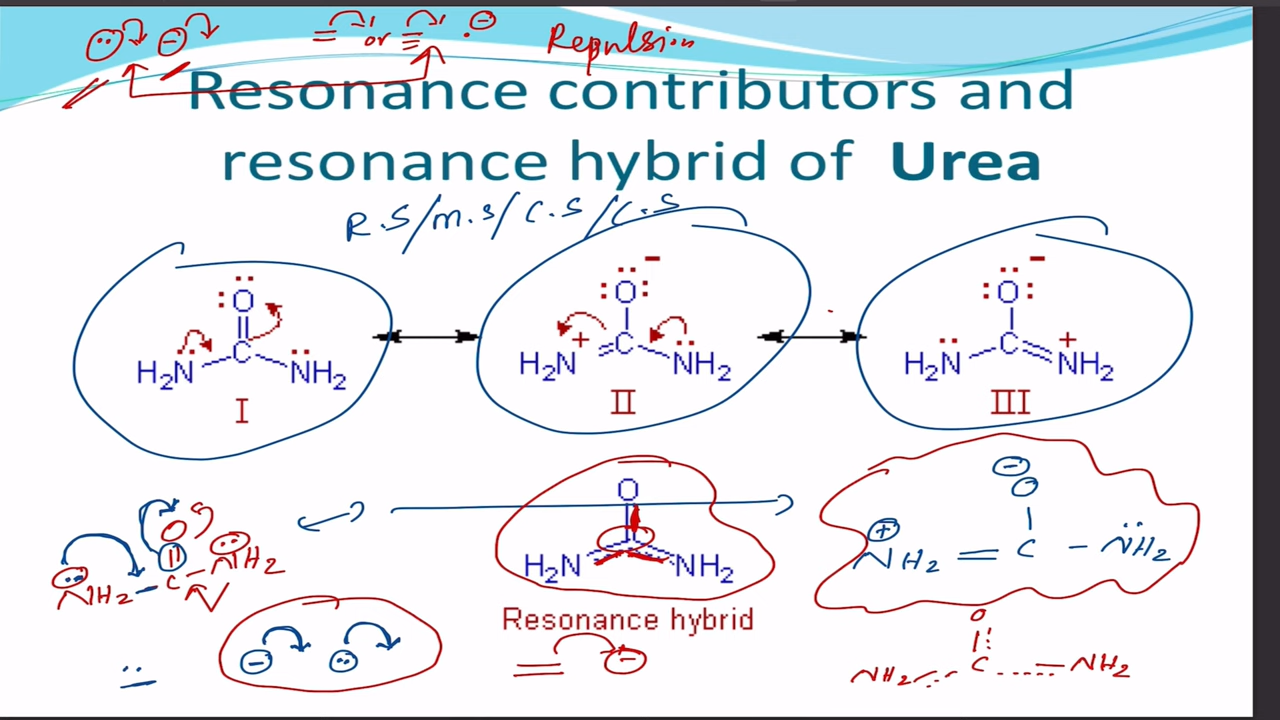 or Repulsion
Resonance contributors and
resonance hybrid of Urea
R.S/M.S/C.S/C.S
O O - O -
+ +
H2N C NH2 H2N C NH2 H2N C NH2
I II III
O
H2N NH2
Resonance hybrid
O
NH2 - C - NH2
-
O
+
NH2 = C - NH2
O
NH2 C NH2